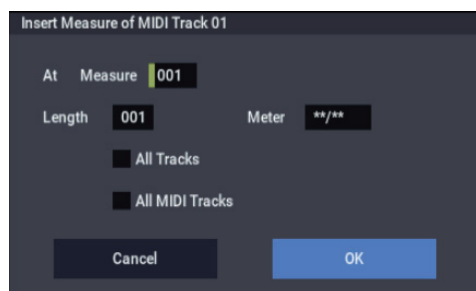 Insert Measure of MIDI Track 01
At Measure 001
Length 001 Meter **/**
All Tracks
All MIDI Tracks
Cancel OK